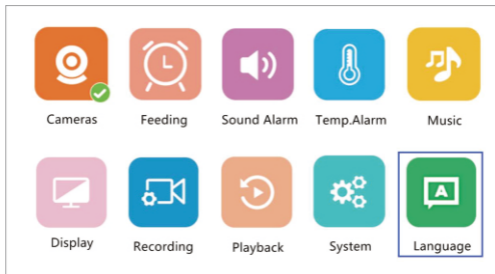 Cameras Feeding Sound Alarm Temp.Alarm Music
A
Display Recording Playback System Language